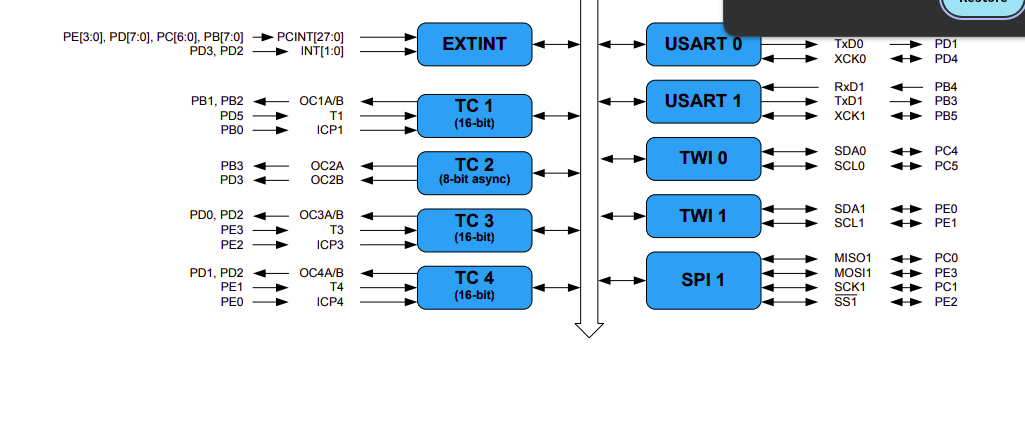 Restore
PE[3:0], PD[7:0], PC[6:0], PB[7:0] PCINT[27:0]
PD3, PD2 INT[1:0]
EXTINT
USART 0
TxD0 PD1
XCK0 PD4
PB1, PB2 OC1A/B
PD5 T1
PB0 ICP1
TC 1
(16-bit)
USART 1
RxD1 PB4
TxD1 PB3
XCK1 PB5
PB3 OC2A
PD3 OC2B
TC 2
(8-bit async)
TWI 0
SDA0 PC4
SCL0 PC5
PD0, PD2 OC3A/B
PE3 T3
PE2 ICP3
TC 3
(16-bit)
TWI 1
SDA1 PE0
SCL1 PE1
PD1, PD2 OC4A/B
PE1 T4
PE0 ICP4
TC 4
(16-bit)
SPI 1
MISO1 PC0
MOSI1 PE3
SCK1 PC1
SS1 PE2